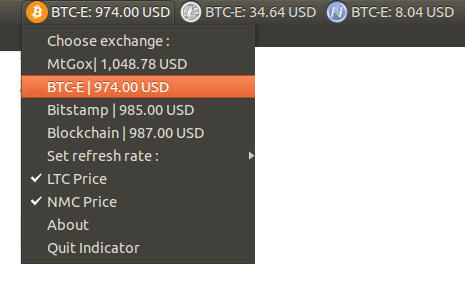 BTC-E: 974.00 USD BTC-E: 34.64 USD BTC-E: 8.04 USD
Choose exchange :
MtGox| 1,048.78 USD
BTC-E | 974.00 USD
Bitstamp | 985.00 USD
Blockchain | 987.00 USD
Set refresh rate :
LTC Price
NMC Price
About
Quit Indicator